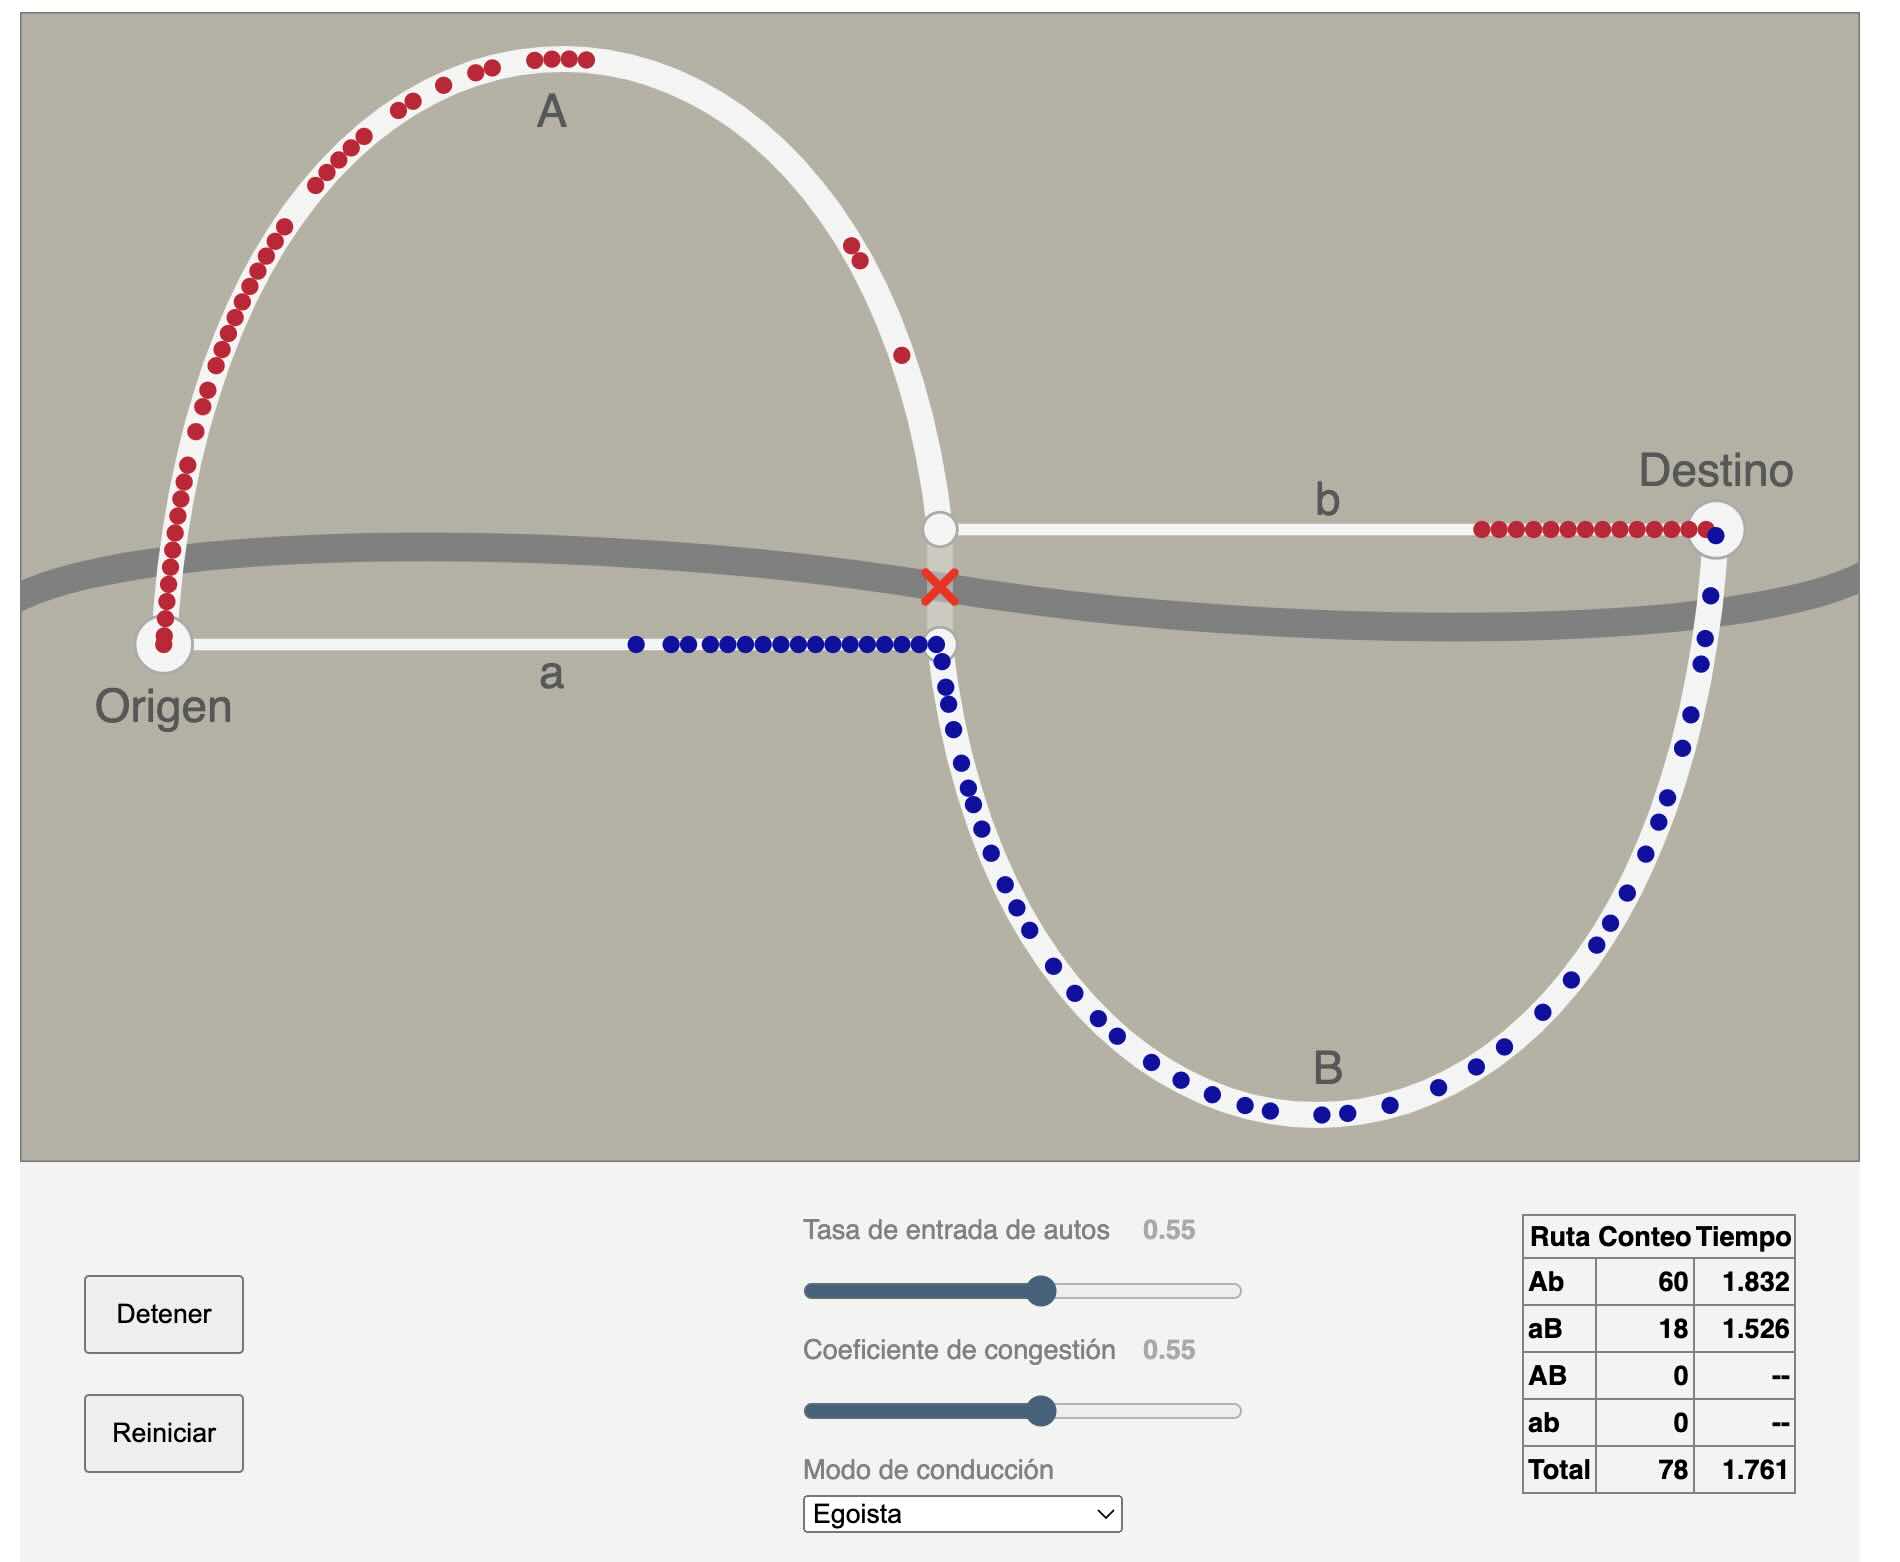 A
Destino
b
a
Origen
B
Tasa de entrada de autos 0.55
Detener
Coeficiente de congestión 0.55
Reiniciar
Modo de conducción
Egoista
Ruta Conteo Tiempo
Ab 60 1.832
aB 18 1.526
AB 0 --
ab 0 --
Total 78 1.761